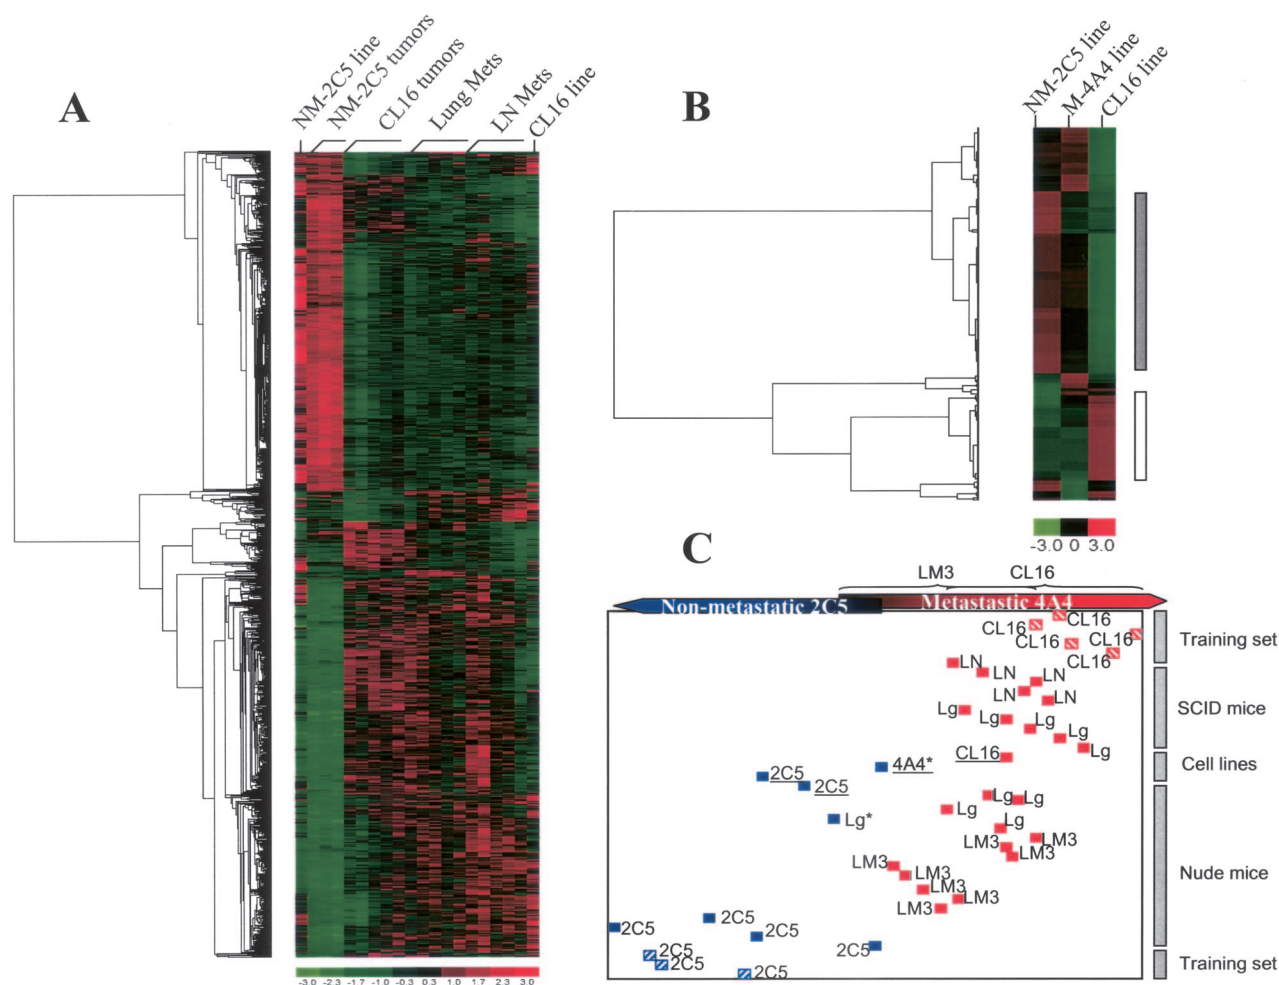 A
NM-2C5 line
NM-2C5 tumors
CL16 tumors
Lung Mets
LN Mets
CL16 line
-3.0 -2.3 -1.7 -1.0 -0.3 0.3 1.0 1.7 2.3 3.0
B
NM-2C5 line
M-4A4 line
CL16 line
-3.0 0 3.0
C
LM3 CL16
Non-metastatic 2C5 Metastastic 4A4
CL16
CL16
CL16
CL16
CL16
Training set
LN
LN
LN
LN
LN
SCID mice
Lg
Lg
Lg
Lg
Lg
CL16
4A4*
2C5
2C5
Cell lines
Lg
Lg
Lg
Lg*
Lg
LM3
LM3
LM3
LM3
LM3
LM3
LM3
LM3
Nude mice
2C5
2C5
2C5
2C5
2C5
2C5
2C5
Training set